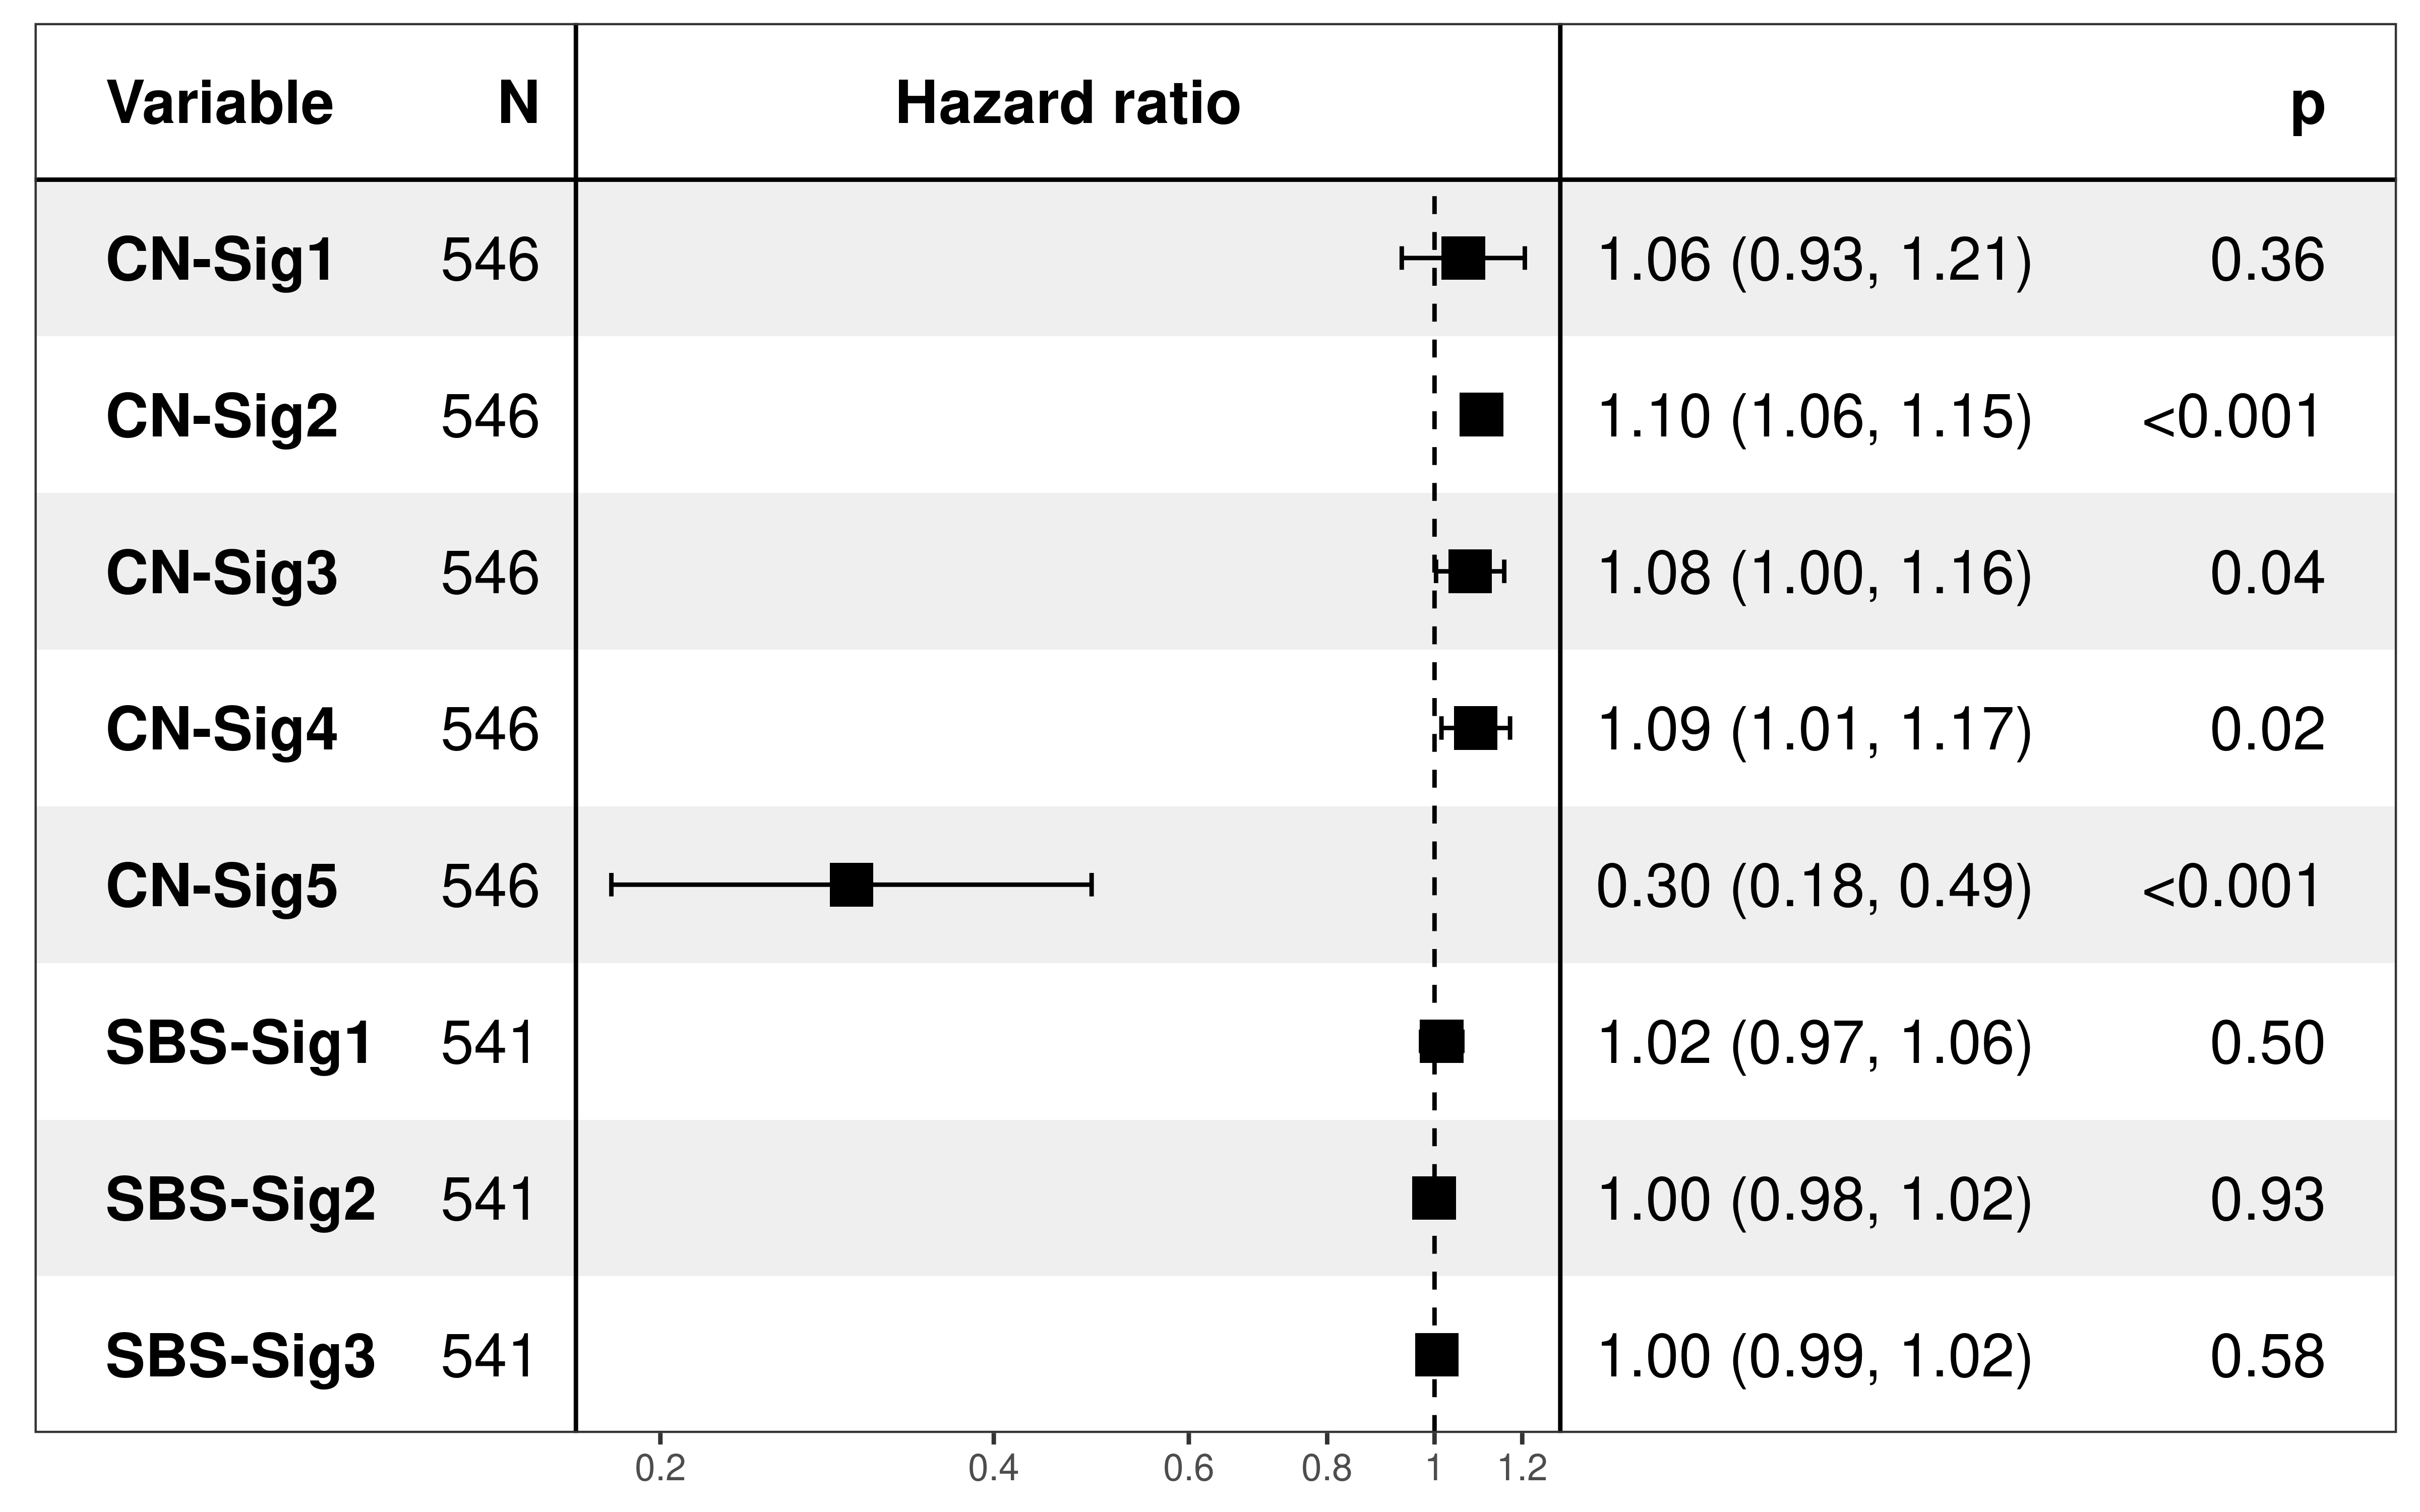 Variable N Hazard ratio p
CN-Sig1 546 1.06 (0.93, 1.21) 0.36
CN-Sig2 546 1.10 (1.06, 1.15) <0.001
CN-Sig3 546 1.08 (1.00, 1.16) 0.04
CN-Sig4 546 1.09 (1.01, 1.17) 0.02
CN-Sig5 546 0.30 (0.18, 0.49) <0.001
SBS-Sig1 541 1.02 (0.97, 1.06) 0.50
SBS-Sig2 541 1.00 (0.98, 1.02) 0.93
SBS-Sig3 541 1.00 (0.99, 1.02) 0.58
0.2 0.4 0.6 0.8 1 1.2